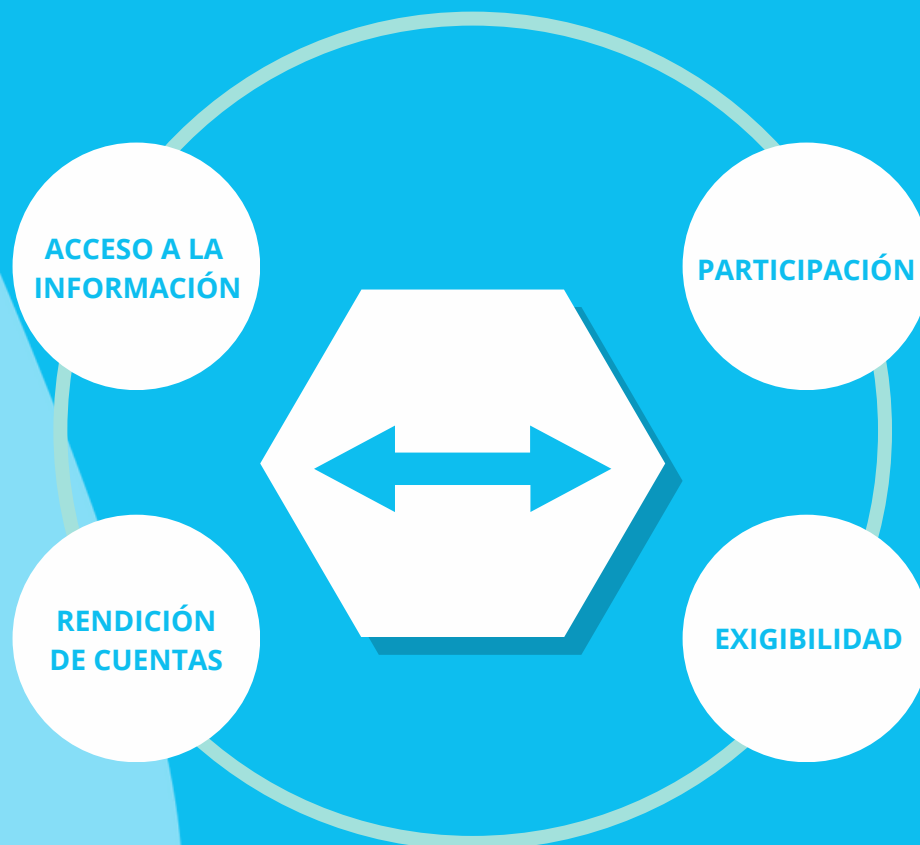 ACCESO A LA
INFORMACIÓN
PARTICIPACIÓN
RENDICIÓN
DE CUENTAS
EXIGIBILIDAD